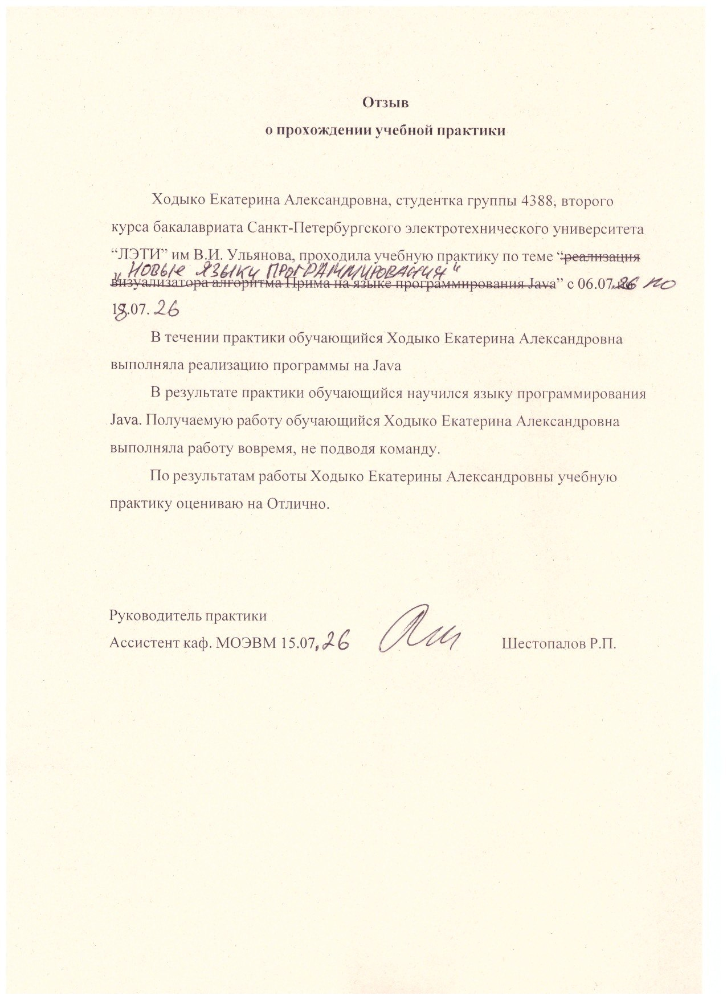 Отзыв
о прохождении учебной практики
Ходыко Екатерина Александровна, студентка группы 4388, второго
курса бакалавриата Санкт-Петербургского электротехнического университета
“ЛЭТИ” им В.И. Ульянова, проходила учебную практику по теме “реализация
„НОВЫЕ ЯЗЫКИ ПРОГРАММИРОВАНИЯ“
визуализатора алгоритма Прима на языке программирования Java” с 06.07.26 по
18.07. 26
В течении практики обучающийся Ходыко Екатерина Александровна
выполняла реализацию программы на Java
В результате практики обучающийся научился языку программирования
Java. Получаемую работу обучающийся Ходыко Екатерина Александровна
выполняла работу вовремя, не подводя команду.
По результатам работы Ходыко Екатерины Александровны учебную
практику оцениваю на Отлично.
Руководитель практики
Ассистент каф. МОЭВМ 15.07.26 Шестопалов Р.П.